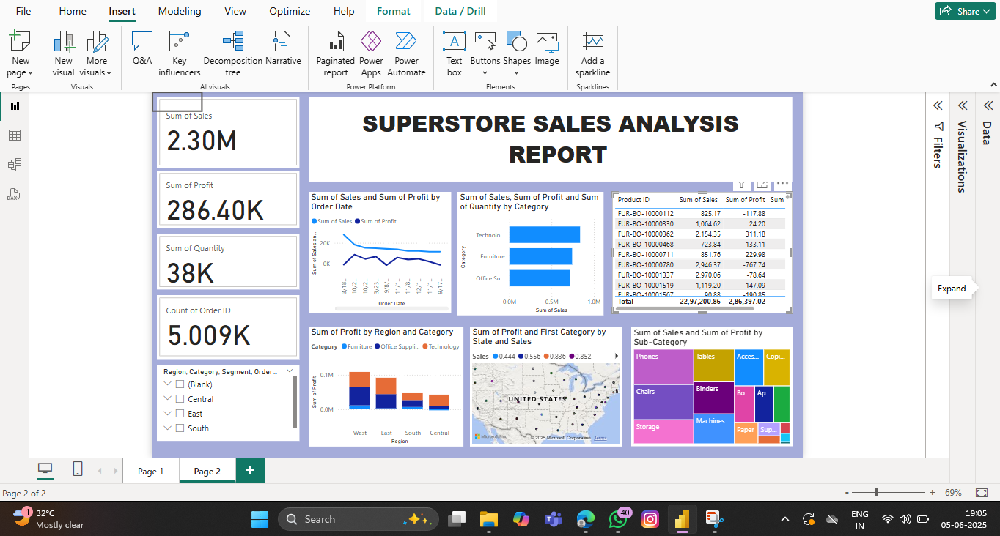 File Home Insert Modeling View Optimize Help Format Data / Drill Share
New page
New visual
More visuals
Q&A
Key influencers
Decomposition tree
Narrative
Paginated report
Power Apps
Power Automate
Text box
Buttons
Shapes
Image
Add a sparkline
Pages Visuals AI visuals Power Platform Elements Sparklines
Sum of Sales
2.30M
Sum of Profit
286.40K
Sum of Quantity
38K
Count of Order ID
5.009K
Region, Category, Segment, Order...
(Blank)
Central
East
South
SUPERSTORE SALES ANALYSIS
REPORT
Sum of Sales and Sum of Profit by
Order Date
Sum of Sales Sum of Profit
Sum of Sales an...
20K
0K
3/18...
10/2...
10/2...
3/23...
9/8/...
11/1...
11/8...
12/1...
11/1...
9/17...
Order Date
Sum of Sales, Sum of Profit and Sum
of Quantity by Category
Category
Technolo...
Furniture
Office Su...
0.0M 0.5M 1.0M
Sum of Sales
Product ID Sum of Sales Sum of Profit Sum
FUR-BO-10000112 825.17 -117.88
FUR-BO-10000330 1,064.62 24.20
FUR-BO-10000362 2,154.35 311.18
FUR-BO-10000468 723.84 -133.11
FUR-BO-10000711 851.76 229.98
FUR-BO-10000780 2,946.37 -767.74
FUR-BO-10001337 2,970.06 -78.64
FUR-BO-10001519 1,119.20 147.09
FUR-BO-10001567 90.88 -190.85
Total 22,97,200.86 2,86,397.02
Sum of Profit by Region and Category
Category Furniture Office Suppli... Technology
Sum of Profit
0.1M
0.0M
West East South Central
Region
Sum of Profit and First Category by
State and Sales
Sales 0.444 0.556 0.836 0.852
UNITED STATES
Microsoft Bing
© 2025 Microsoft Corporation Terms
Sum of Sales and Sum of Profit by
Sub-Category
Phones
Chairs
Storage
Tables
Binders
Machines
Acces...
Copi...
Bo...
Ap...
Paper
Sup...
Filters
Visualizations
Data
Expand
Page 1 Page 2
Page 2 of 2
69%
1
32°C
Mostly clear
Search
40
ENG
IN
19:05
05-06-2025